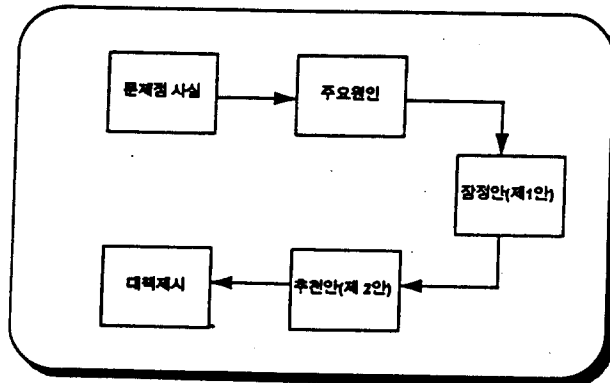 문제점 사실
주요원인
잠정안(제1안)
추천안(제 2안)
대책제시